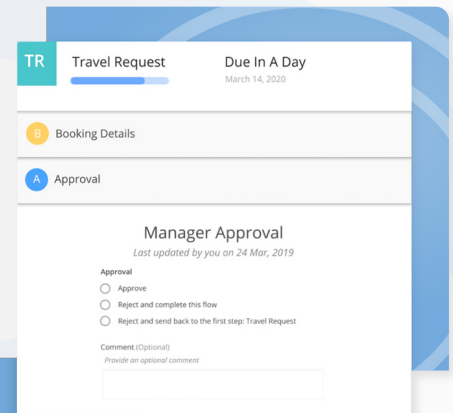 TR
Travel Request
Due In A Day
March 14, 2020
B
Booking Details
A
Approval
Manager Approval
Last updated by you on 24 Mar, 2019
Approval
Approve
Reject and complete this flow
Reject and send back to the first step: Travel Request
Comment (Optional)
Provide an optional comment